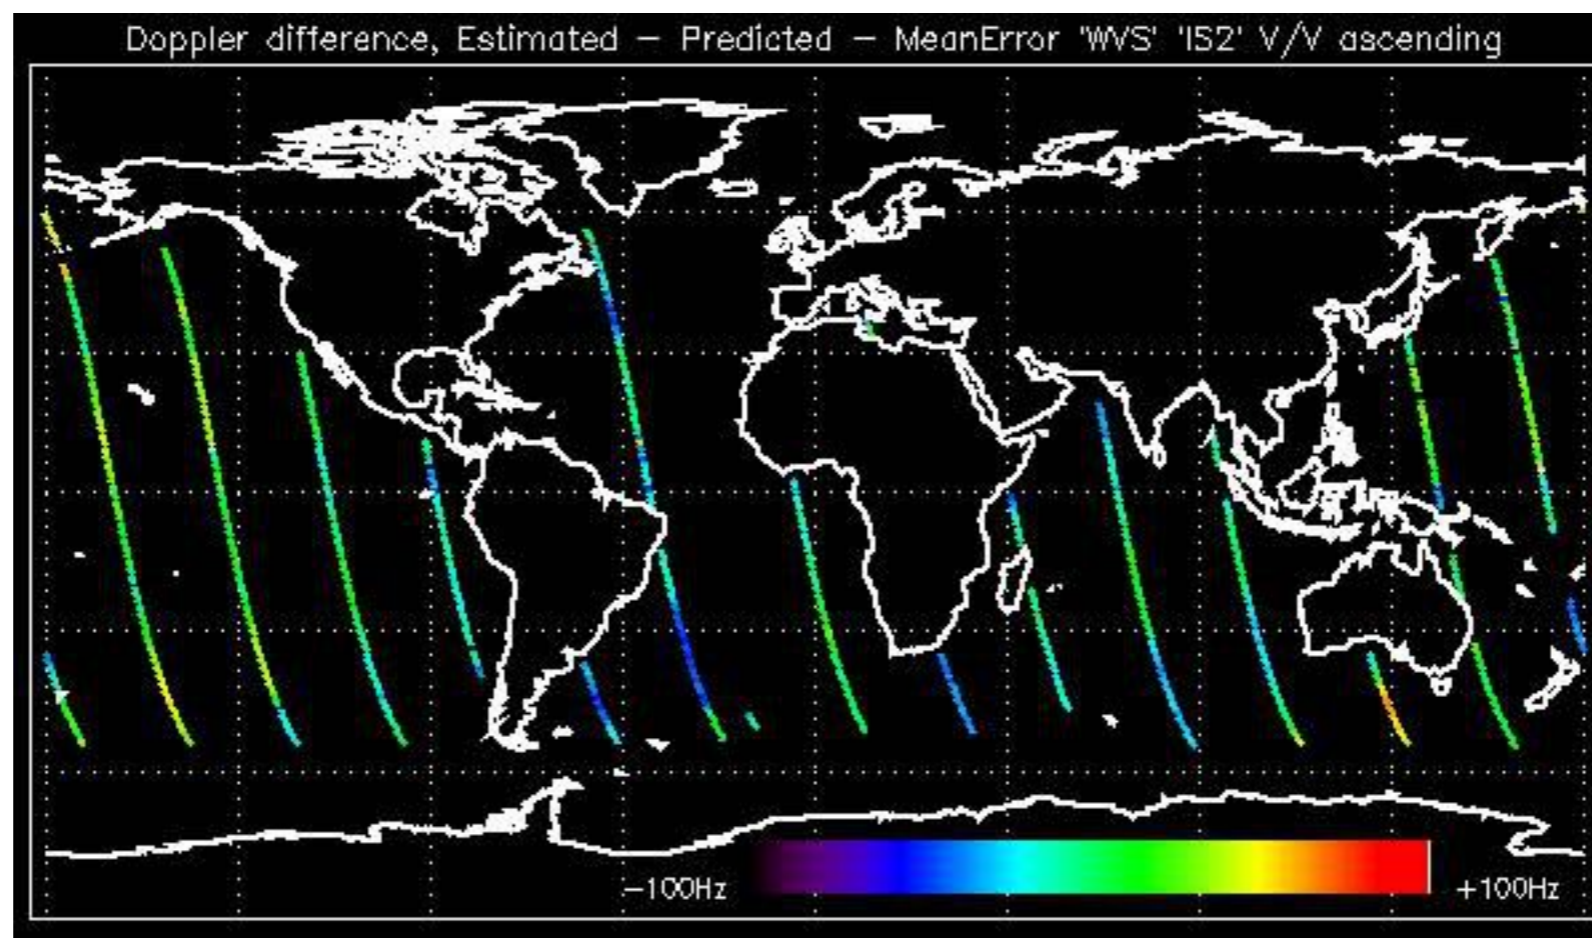 Doppler difference, Estimated – Predicted – MeanError 'WVS' 'IS2' V/V ascending
-100Hz
+100Hz